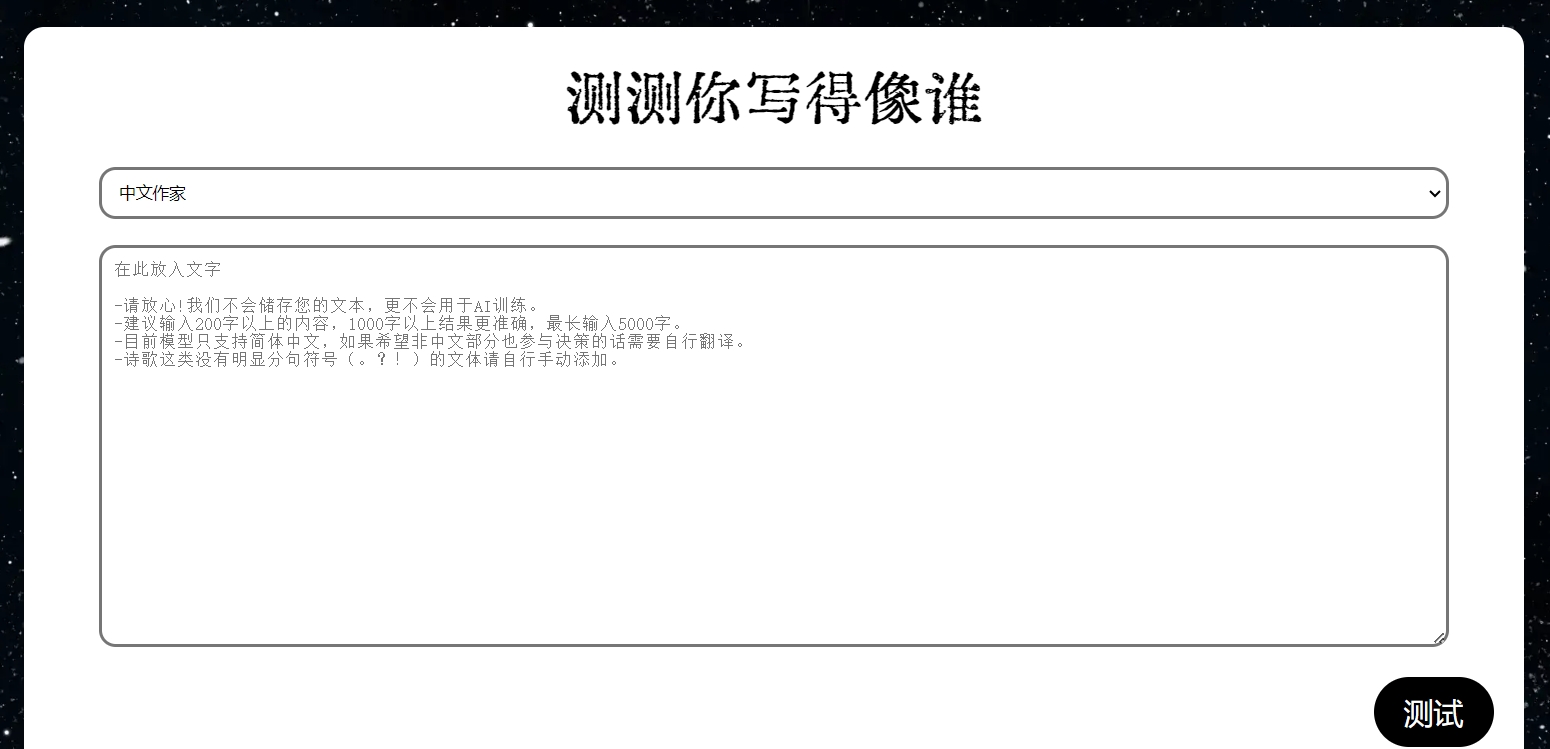 测测你写得像谁
中文作家
在此放入文字
-请放心!我们不会储存您的文本，更不会用于AI训练。
-建议输入200字以上的内容，1000字以上结果更准确，最长输入5000字。
-目前模型只支持简体中文，如果希望非中文部分也参与决策的话需要自行翻译。
-诗歌这类没有明显分句符号（。？！）的文体请自行手动添加。
测试